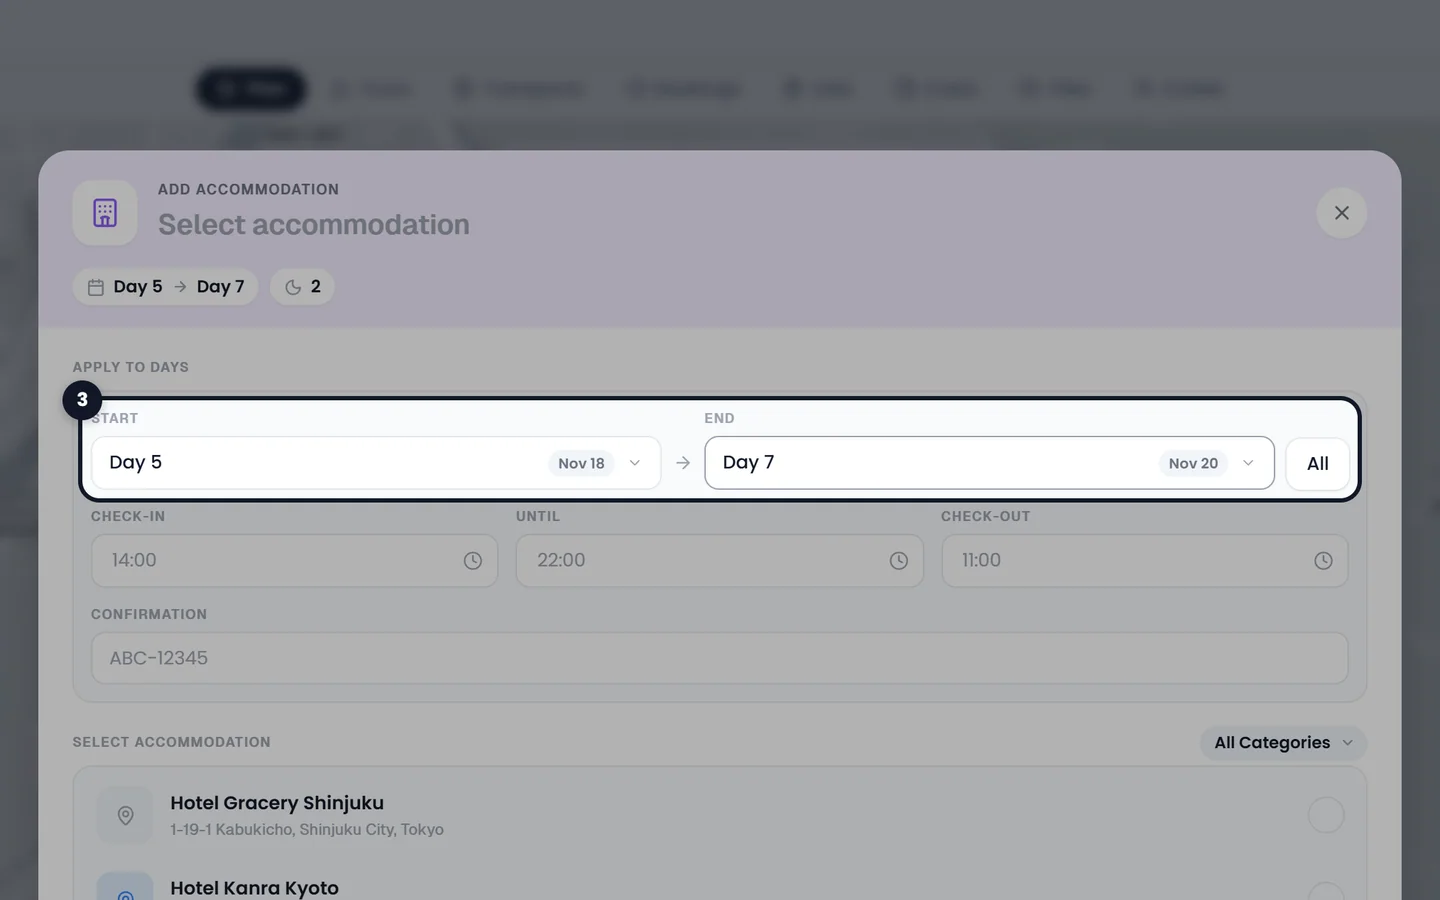 ADD ACCOMMODATION
Select accommodation
Day 5 → Day 7 2
APPLY TO DAYS
3
START END
Day 5 Nov 18 → Day 7 Nov 20 All
CHECK-IN UNTIL CHECK-OUT
14:00 22:00 11:00
CONFIRMATION
ABC-12345
SELECT ACCOMMODATION All Categories
Hotel Gracery Shinjuku
1-19-1 Kabukicho, Shinjuku City, Tokyo
Hotel Kanra Kyoto